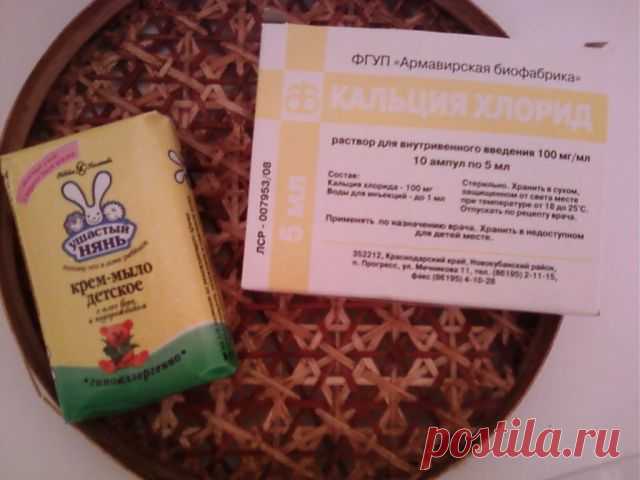 Невская Косметика
УШАСТЫЙ
НЯНЬ
крем-мыло
детское
гипоаллергенно
ФГУП «Армавирская биофабрика»
КАЛЬЦИЯ ХЛОРИД
раствор для внутривенного введения 100 мг/мл
10 ампул по 5 мл
5 мл
ЛСР - 007953/08
Состав:
Кальция хлорида - 100 мг
Воды для инъекций - до 1 мл
Стерильно. Хранить в сухом,
защищенном от света месте
при температуре от 18 до 25°С.
Отпускать по рецепту врача.
Применять по назначению врача. Хранить в недоступном
для детей месте.
352212, Краснодарский край, Новокубанский район,
п. Прогресс, ул. Мечникова 11, тел. (86195) 2-11-15,
факс (86195) 4-10-28
postila.ru